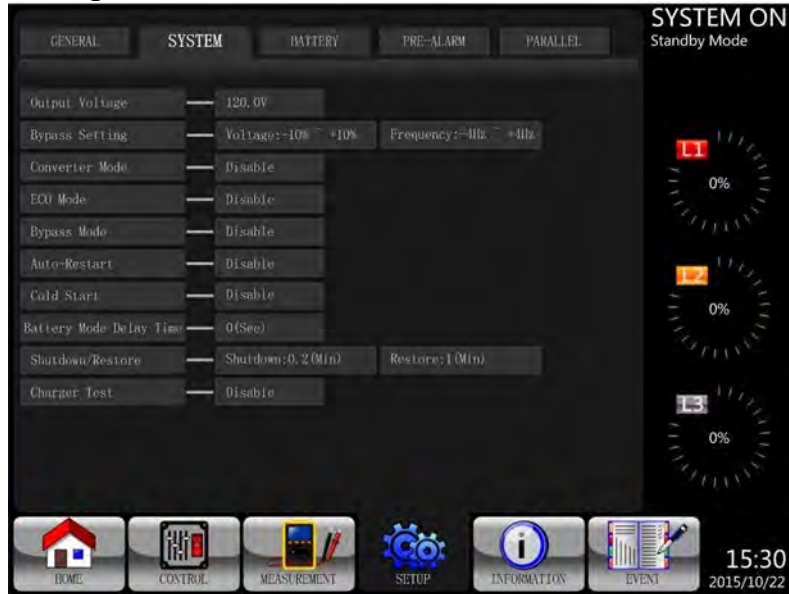 SYSTEM ON
Standby Mode
GENERAL SYSTEM BATTERY PRE-ALARM PARALLEL
Output Voltage 120.0V
Bypass Setting Voltage:-10% ~ +10% Frequency:-4Hz ~ +4Hz
Converter Mode Disable
ECO Mode Disable
Bypass Mode Disable
Auto-Restart Disable
Cold Start Disable
Battery Mode Delay Time 0(Sec)
Shutdown/Restore Shutdown:0.2(Min) Restore:1(Min)
Charger Test Disable
L1
0%
L2
0%
L3
0%
HOME CONTROL MEASUREMENT SETUP INFORMATION EVENT
15:30
2015/10/22